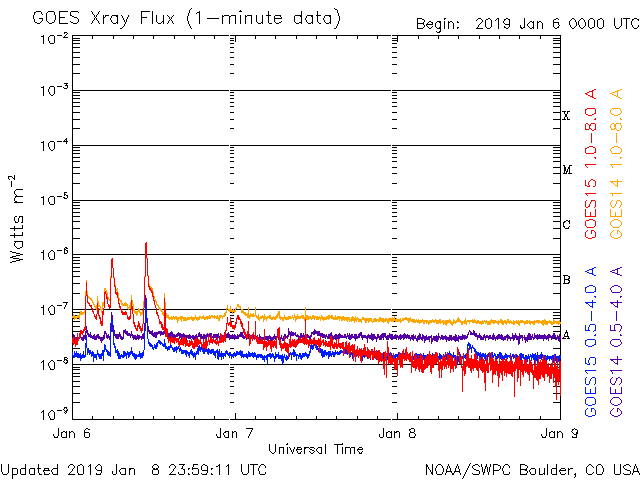 GOES Xray Flux (1-minute data)
Begin: 2019 Jan 6 0000 UTC
10⁻²
10⁻³
10⁻⁴
10⁻⁵
10⁻⁶
10⁻⁷
10⁻⁸
10⁻⁹
Watts m⁻²
X
M
C
B
A
GOES15 1.0-8.0 A
GOES14 1.0-8.0 A
GOES15 0.5-4.0 A
GOES14 0.5-4.0 A
Jan 6
Jan 7
Jan 8
Jan 9
Universal Time
Updated 2019 Jan 8 23:59:11 UTC
NOAA/SWPC Boulder, CO USA